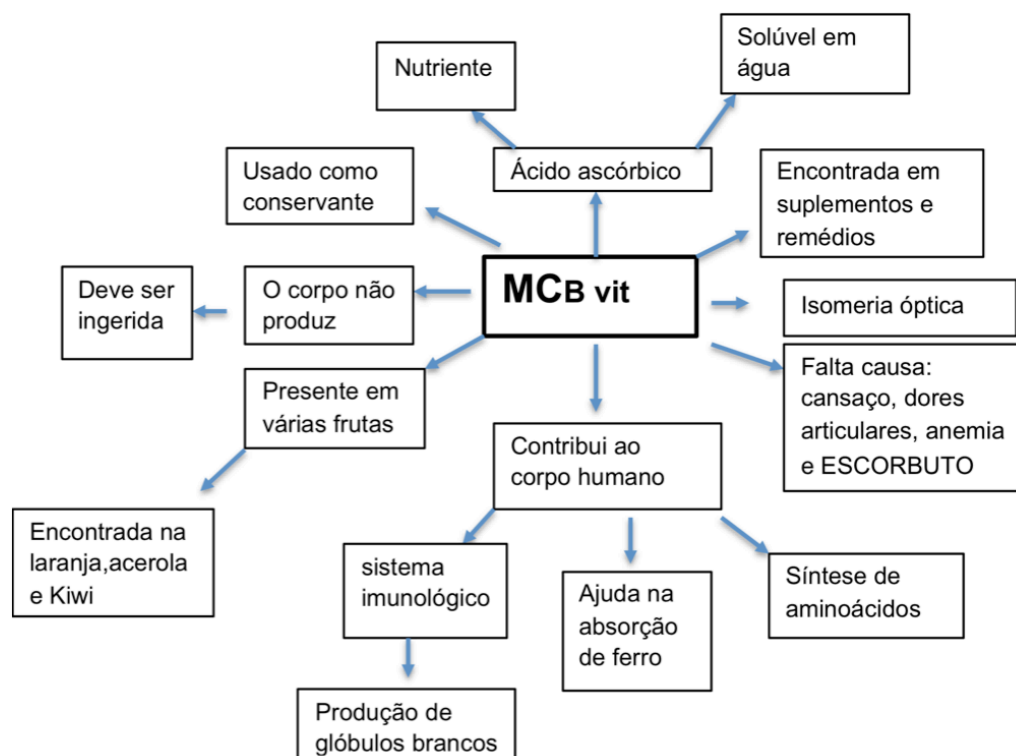 Solúvel em
água
Nutriente
Ácido ascórbico
Usado como
conservante
Encontrada em
suplementos e
remédios
MCB vit
Deve ser
ingerida
O corpo não
produz
Isomeria óptica
Falta causa:
cansaço, dores
articulares, anemia
e ESCORBUTO
Presente em
várias frutas
Contribui ao
corpo humano
Encontrada na
laranja,acerola
e Kiwi
sistema
imunológico
Ajuda na
absorção
de ferro
Síntese de
aminoácidos
Produção de
glóbulos brancos